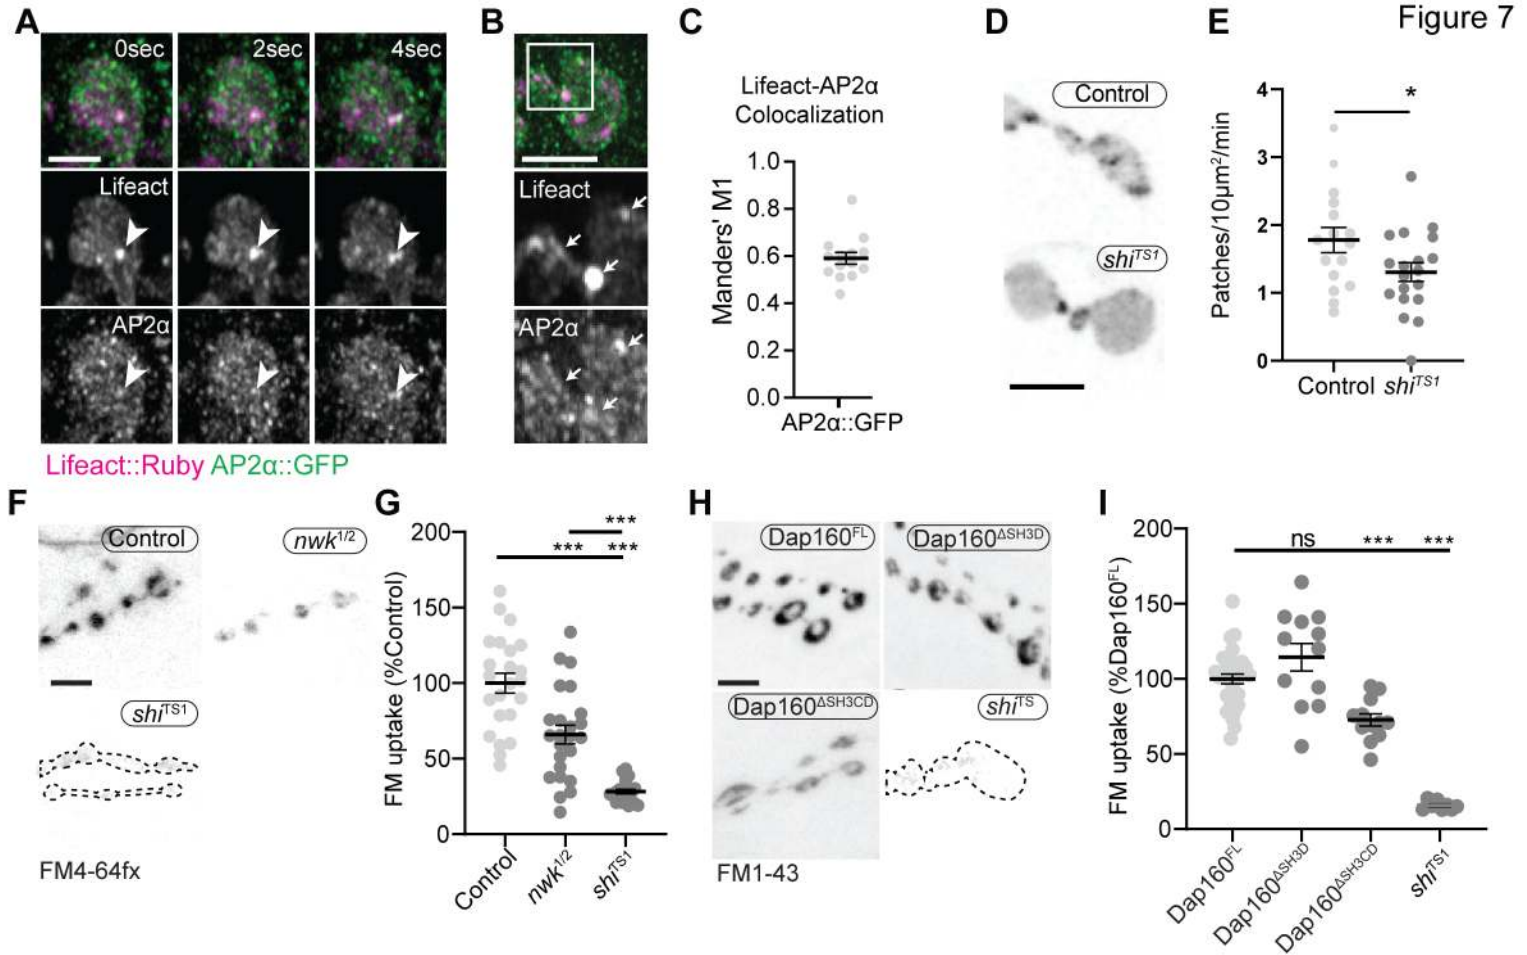 Figure 7
A
0sec
2sec
4sec
Lifeact
AP2α
Lifeact::Ruby AP2α::GFP
B
Lifeact
AP2α
C
Lifeact-AP2α
Colocalization
Manders' M1
1.0
0.8
0.6
0.4
0.2
0.0
AP2α::GFP
D
Control
shiTS1
E
Patches/10µm2/min
4
3
2
1
0
*
Control shiTS1
F
Control
nwk1/2
shiTS1
FM4-64fx
G
FM uptake (%Control)
200
150
100
50
0
***
*** ***
Control
nwk1/2
shiTS1
H
Dap160FL
Dap160ΔSH3D
Dap160ΔSH3CD
shiTS
FM1-43
I
FM uptake (%Dap160FL)
200
150
100
50
0
ns *** ***
Dap160FL
Dap160ΔSH3D
Dap160ΔSH3CD
shiTS1